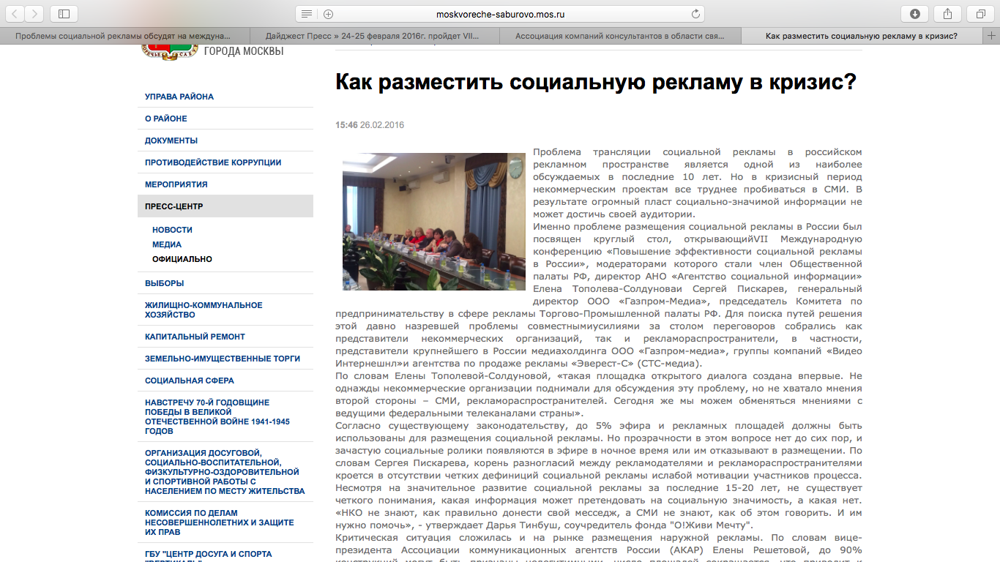 moskvoreche-saburovo.mos.ru
Проблемы социальной рекламы обсудят на междуна...
Дайджест Пресс » 24-25 февраля 2016г. пройдет VII...
Ассоциация компаний консультантов в области свя...
Как разместить социальную рекламу в кризис?
ГОРОДА МОСКВЫ
УПРАВА РАЙОНА
О РАЙОНЕ
ДОКУМЕНТЫ
ПРОТИВОДЕЙСТВИЕ КОРРУПЦИИ
МЕРОПРИЯТИЯ
ПРЕСС-ЦЕНТР
НОВОСТИ
МЕДИА
ОФИЦИАЛЬНО
ВЫБОРЫ
ЖИЛИЩНО-КОММУНАЛЬНОЕ
ХОЗЯЙСТВО
КАПИТАЛЬНЫЙ РЕМОНТ
ЗЕМЕЛЬНО-ИМУЩЕСТВЕННЫЕ ТОРГИ
СОЦИАЛЬНАЯ СФЕРА
НАВСТРЕЧУ 70-Й ГОДОВЩИНЕ
ПОБЕДЫ В ВЕЛИКОЙ
ОТЕЧЕСТВЕННОЙ ВОЙНЕ 1941-1945
ГОДОВ
ОРГАНИЗАЦИЯ ДОСУГОВОЙ,
СОЦИАЛЬНО-ВОСПИТАТЕЛЬНОЙ,
ФИЗКУЛЬТУРНО-ОЗДОРОВИТЕЛЬНОЙ
И СПОРТИВНОЙ РАБОТЫ С
НАСЕЛЕНИЕМ ПО МЕСТУ ЖИТЕЛЬСТВА
КОМИССИЯ ПО ДЕЛАМ
НЕСОВЕРШЕННОЛЕТНИХ И ЗАЩИТЕ
ИХ ПРАВ
ГБУ "ЦЕНТР ДОСУГА И СПОРТА
Как разместить социальную рекламу в кризис?
15:46 26.02.2016
Проблема трансляции социальной рекламы в российском
рекламном пространстве является одной из наиболее
обсуждаемых в последние 10 лет. Но в кризисный период
некоммерческим проектам все труднее пробиваться в СМИ. В
результате огромный пласт социально-значимой информации не
может достичь своей аудитории.
Именно проблеме размещения социальной рекламы в России был
посвящен круглый стол, открывающийVII Международную
конференцию «Повышение эффективности социальной рекламы
в России», модераторами которого стали член Общественной
палаты РФ, директор АНО «Агентство социальной информации»
Елена Тополева-Солдуноваи Сергей Пискарев, генеральный
директор ООО «Газпром-Медиа», председатель Комитета по
предпринимательству в сфере рекламы Торгово-Промышленной палаты РФ. Для поиска путей решения
этой давно назревшей проблемы совместнымиусилиями за столом переговоров собрались как
представители некоммерческих организаций, так и рекламораспространители, в частности,
представители крупнейшего в России медиахолдинга ООО «Газпром-медиа», группы компаний «Видео
Интернешнл»и агентства по продаже рекламы «Эверест-С» (СТС-медиа).
По словам Елены Тополевой-Солдуновой, «такая площадка открытого диалога создана впервые. Не
однажды некоммерческие организации поднимали для обсуждения эту проблему, но не хватало мнения
второй стороны – СМИ, рекламораспространителей. Сегодня же мы можем обменяться мнениями с
ведущими федеральными телеканалами страны».
Согласно существующему законодательству, до 5% эфира и рекламных площадей должны быть
использованы для размещения социальной рекламы. Но прозрачности в этом вопросе нет до сих пор, и
зачастую социальные ролики появляются в эфире в ночное время или им отказывают в размещении. По
словам Сергея Пискарева, корень разногласий между рекламодателями и рекламораспространителями
кроется в отсутствии четких дефиниций социальной рекламы ислабой мотивации участников процесса.
Несмотря на значительное развитие социальной рекламы за последние 15-20 лет, не существует
четкого понимания, какая информация может претендовать на социальную значимость, а какая нет.
«НКО не знают, как правильно донести свой месседж, а СМИ не знают, как об этом говорить. И им
нужно помочь», - утверждает Дарья Тинбуш, соучредитель фонда "О!Живи Мечту".
Критическая ситуация сложилась и на рынке размещения наружной рекламы. По словам вице-
президента Ассоциации коммуникационных агентств России (АКАР) Елены Решетовой, до 90%
конструкций могут быть признаны нелегитимными, число площадей сокращается, что приводит к